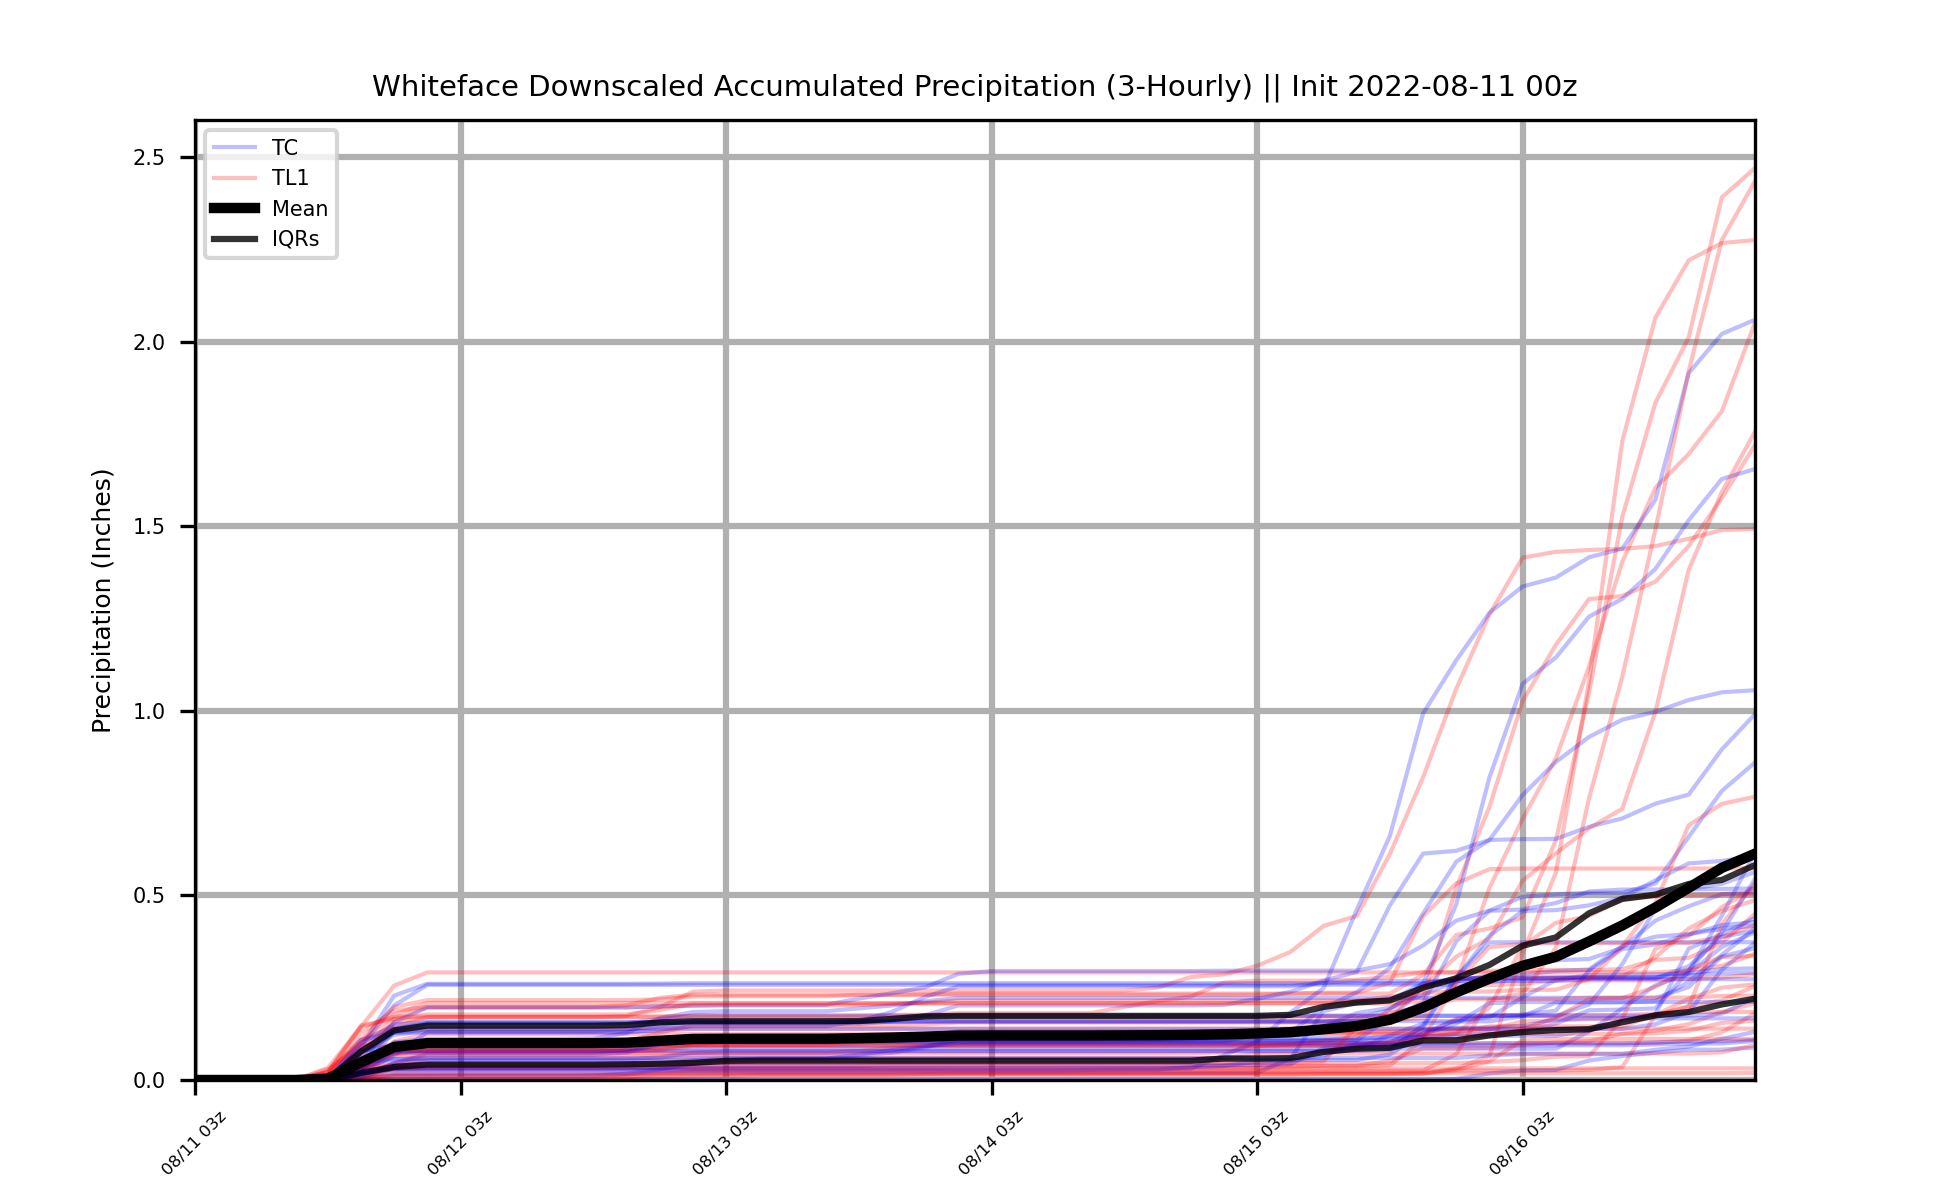 Whiteface Downscaled Accumulated Precipitation (3-Hourly) || Init 2022-08-11 00z
TC
TL1
Mean
IQRs
Precipitation (Inches)
2.5
2.0
1.5
1.0
0.5
0.0
08/11 03z
08/12 03z
08/13 03z
08/14 03z
08/15 03z
08/16 03z